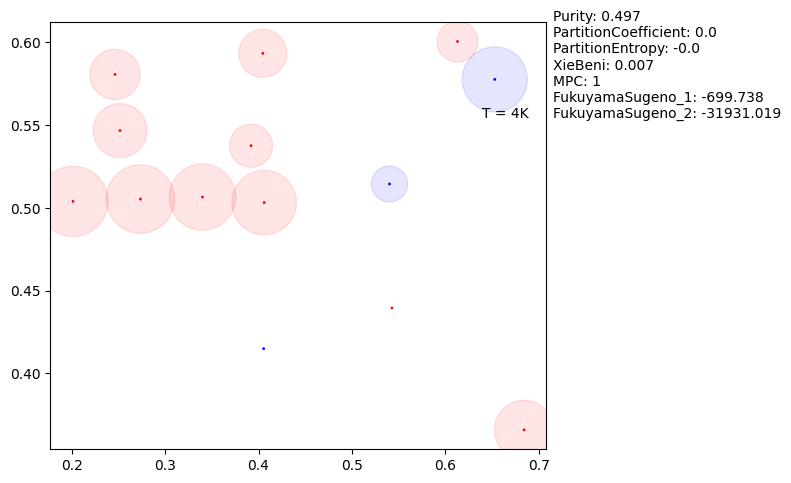 Purity: 0.497
PartitionCoefficient: 0.0
PartitionEntropy: -0.0
XieBeni: 0.007
MPC: 1
FukuyamaSugeno_1: -699.738
FukuyamaSugeno_2: -31931.019
T = 4K
0.60
0.55
0.50
0.45
0.40
0.2 0.3 0.4 0.5 0.6 0.7